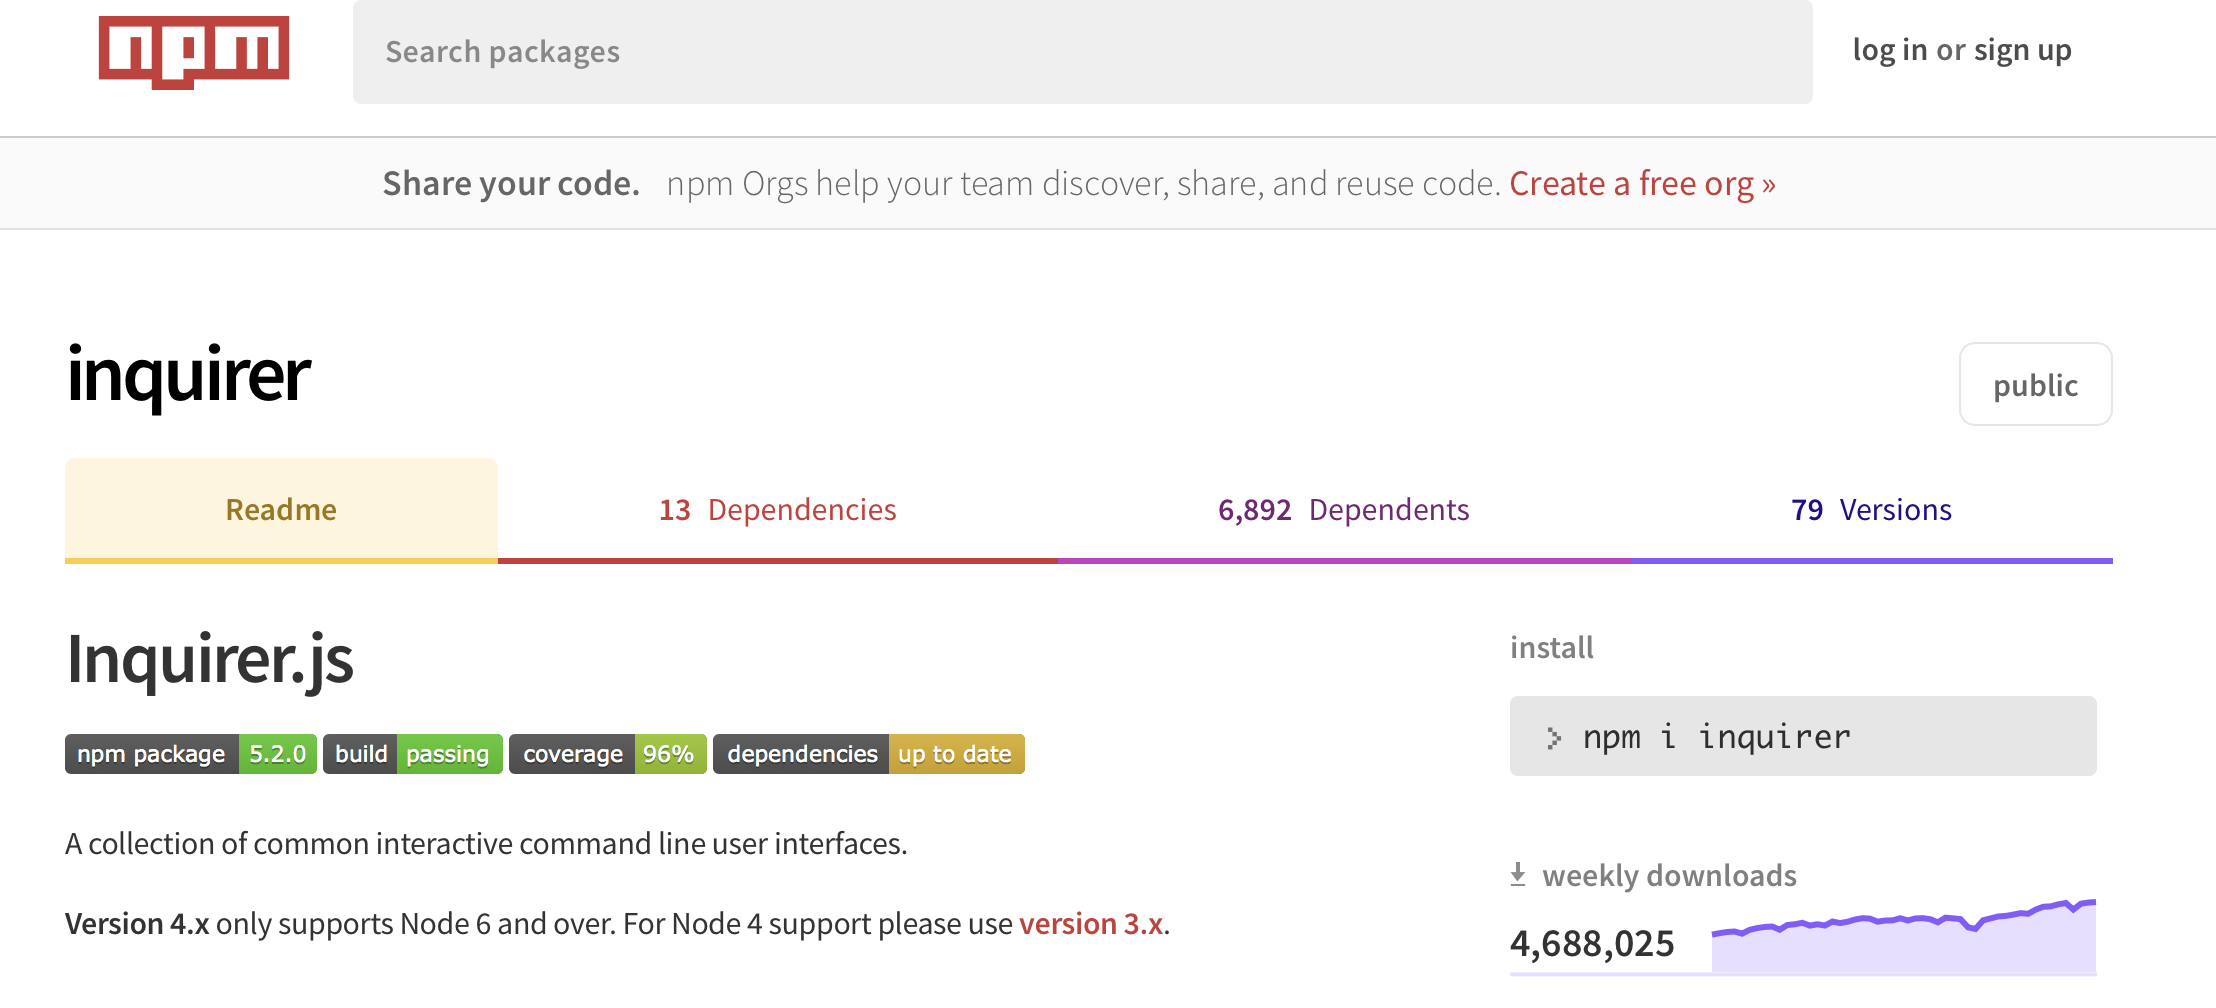 npm
Search packages
log in or sign up
Share your code. npm Orgs help your team discover, share, and reuse code. Create a free org »
inquirer
public
Readme
13 Dependencies
6,892 Dependents
79 Versions
Inquirer.js
npm package 5.2.0 build passing coverage 96% dependencies up to date
A collection of common interactive command line user interfaces.
Version 4.x only supports Node 6 and over. For Node 4 support please use version 3.x.
install
npm i inquirer
weekly downloads
4,688,025